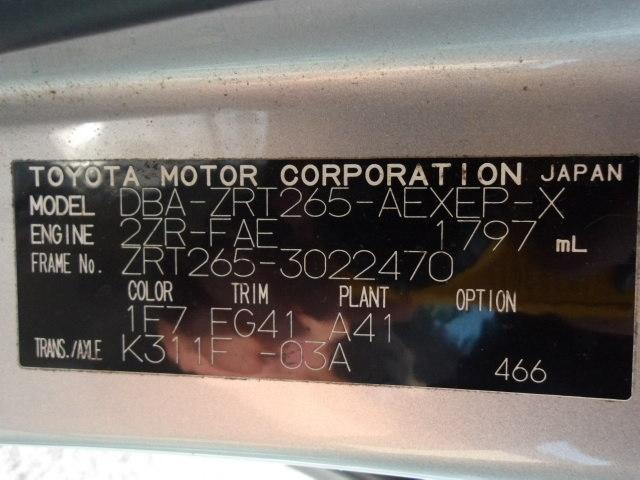 TOYOTA MOTOR CORPORATION JAPAN
MODEL DBA-ZRT265-AEXEP-X
ENGINE 2ZR-FAE 1797 mL
FRAME No. ZRT265-3022470
COLOR TRIM PLANT OPTION
1F7 FG41 A41
TRANS./AXLE K311F -03A
466